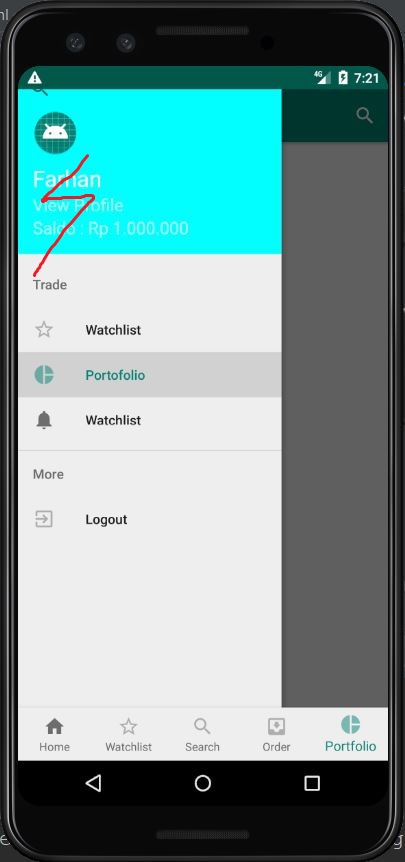 nl
4G 7:21
Farhan
View Profile
Saldo : Rp 1.000.000
Trade
Watchlist
Portofolio
Watchlist
More
Logout
Home Watchlist Search Order Portfolio
e g